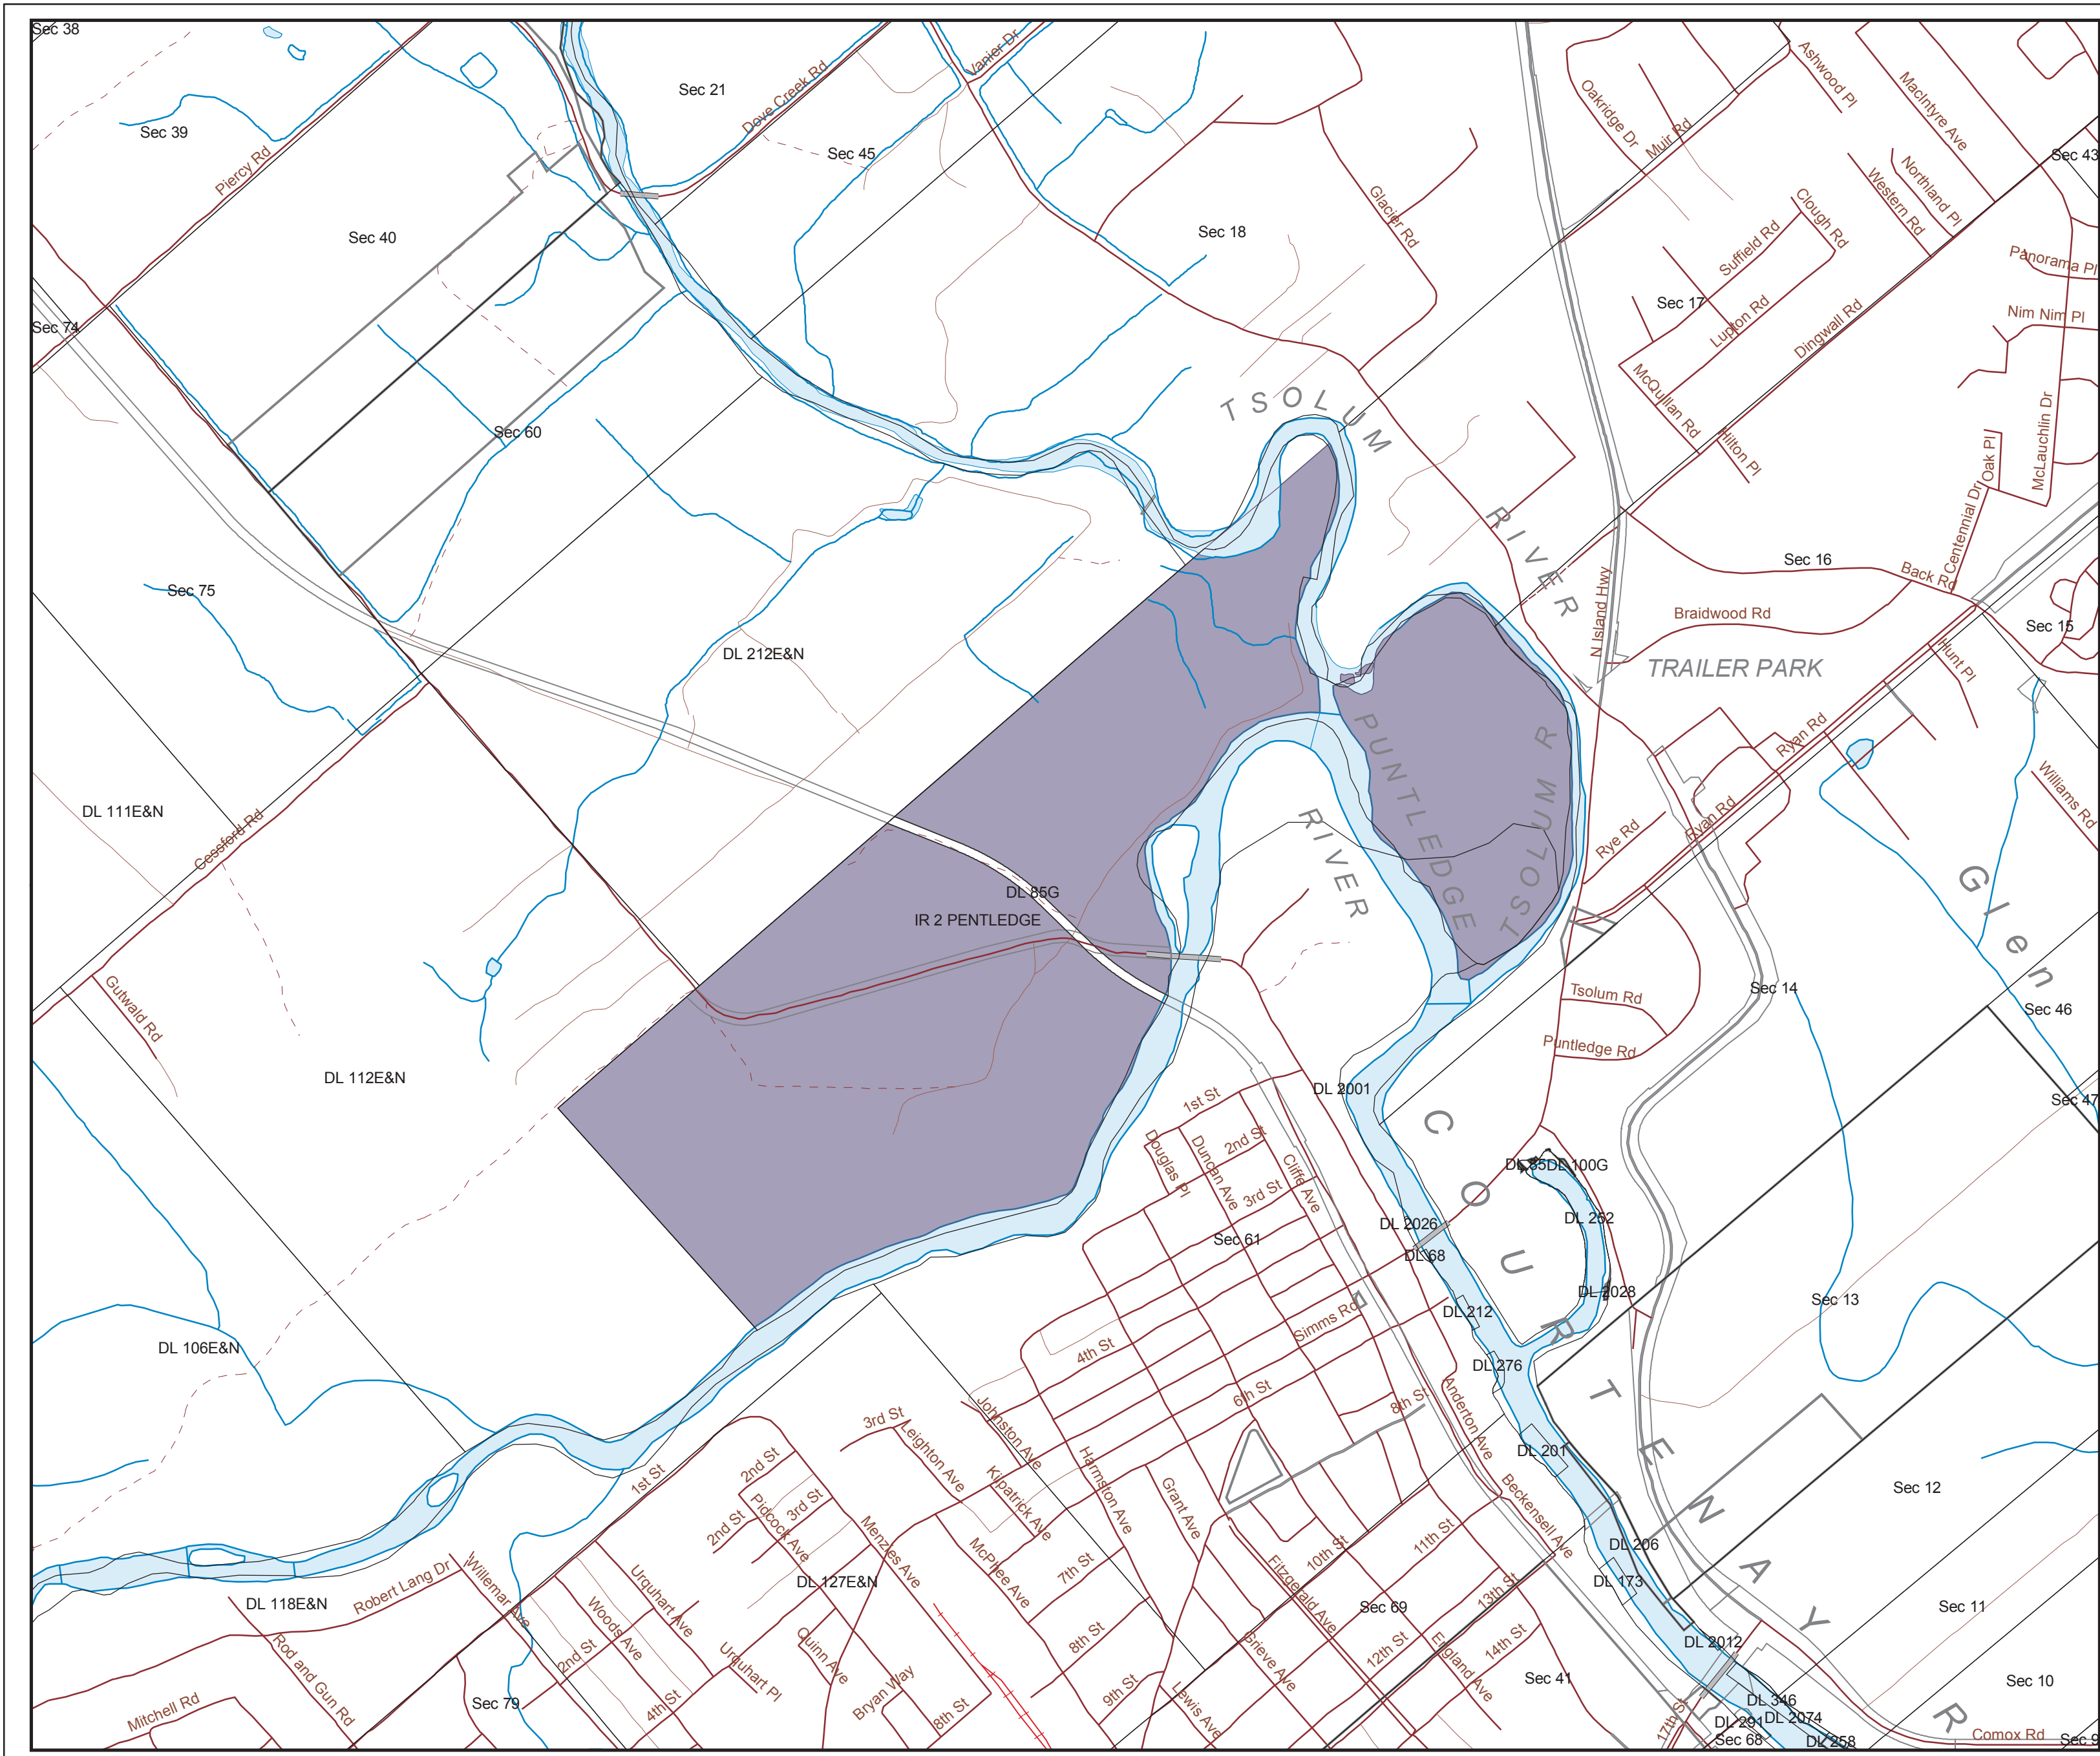 Sec 38
Sec 21
Vanier Dr
Dove Creek Rd
Ashwood Pl
MacIntyre Ave
Oakridge Dr
Muir Rd
Sec 39
Piercy Rd
Sec 45
Sec 43
Western Rd
Northland Pl
Sec 40
Sec 18
Glacier Rd
Clough Rd
Suffield Rd
Panorama Pl
Sec 17
Lupton Rd
Dingwall Rd
Nim Nim Pl
Sec 74
McQuillan Rd
Hilton Pl
TSOLUM
RIVER
Oak Pl
McLauchlin Dr
Centennial Dr
Sec 60
Sec 75
Sec 16
Back Rd
N Island Hwy
Braidwood Rd
Sec 15
DL 212E&N
TRAILER PARK
Hunt Pl
PUNTLEDGE
RIVER
TSOLUM R
Ryan Rd
Ryan Rd
Rye Rd
Williams Rd
DL 111E&N
Cessford Rd
DL 85G
IR 2 PENTLEDGE
Glen
Gutwald Rd
Tsolum Rd
Sec 14
Sec 46
Puntledge Rd
DL 112E&N
DL 2001
1st St
Sec 47
Douglas Pl
Duncan Ave
2nd St
Cliffe Ave
3rd St
COURTENAY R
DL 85DL 100G
DL 252
DL 2026
Sec 61
DL 68
DL 2028
DL 212
Sec 13
Simms Rd
DL 106E&N
4th St
DL 276
6th St
8th St
Anderton Ave
3rd St
Leighton Ave
Johnston Ave
DL 201
2nd St
1st St
Kilpatrick Ave
Harmston Ave
Grant Ave
Beckensell Ave
Sec 12
Pidcock Ave
3rd St
2nd St
Menzies Ave
McPhee Ave
7th St
10th St
11th St
DL 206
DL 173
Fitzgerald Ave
13th St
DL 127E&N
Robert Lang Dr
Willemar Ave
DL 118E&N
Urquhart Ave
Woods Ave
Sec 69
Sec 11
Rod and Gun Rd
2nd St
Urquhart Pl
Quinn Ave
8th St
Grieve Ave
12th St
England Ave
14th St
DL 2012
Sec 41
Sec 10
Mitchell Rd
Sec 79
4th St
Bryan Way
8th St
9th St
Lewis Ave
17th St
DL 346
DL 291
DL 2074
Sec 68
DL 258
Comox Rd
Sec 9